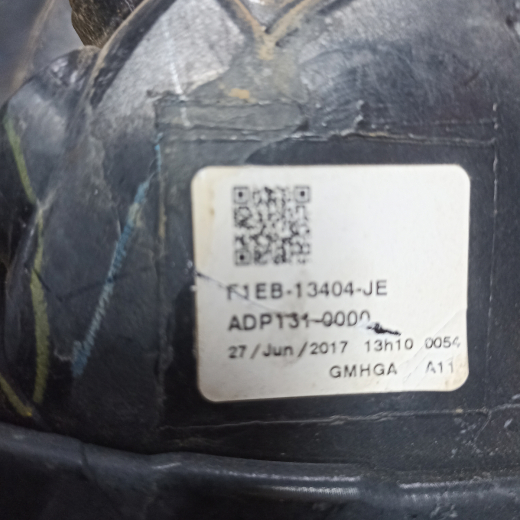 F1EB-13404-JE
ADP131-0000
27/Jun/2017 13h10 0054
GMHGA A11